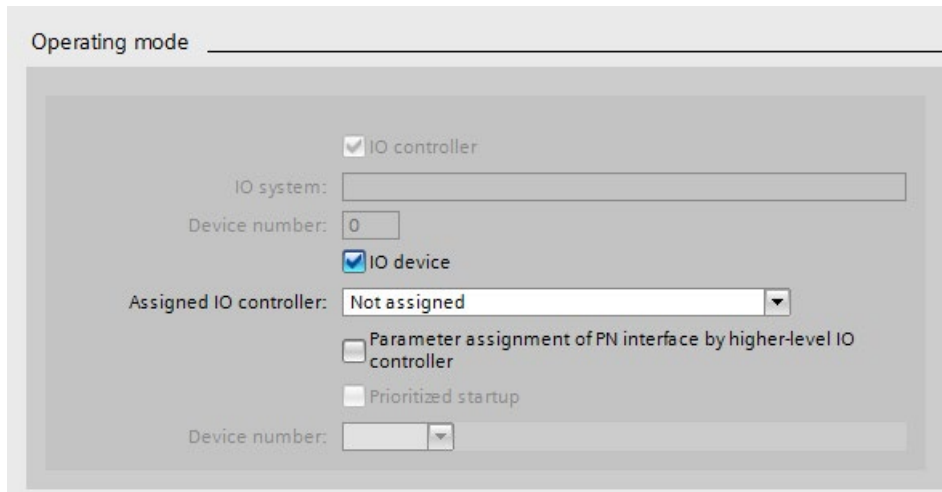 Operating mode
IO controller
IO system:
Device number: 0
IO device
Assigned IO controller: Not assigned
Parameter assignment of PN interface by higher-level IO
controller
Prioritized startup
Device number: